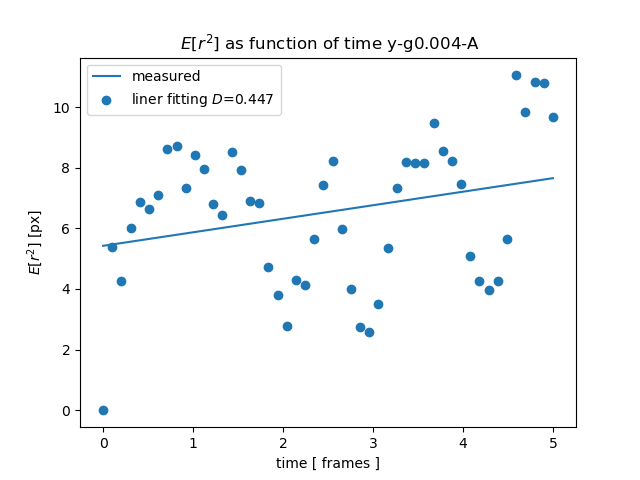 E[r²] as function of time y-g0.004-A
measured
liner fitting D=0.447
E[r²] [px]
10
8
6
4
2
0
0 1 2 3 4 5
time [ frames ]